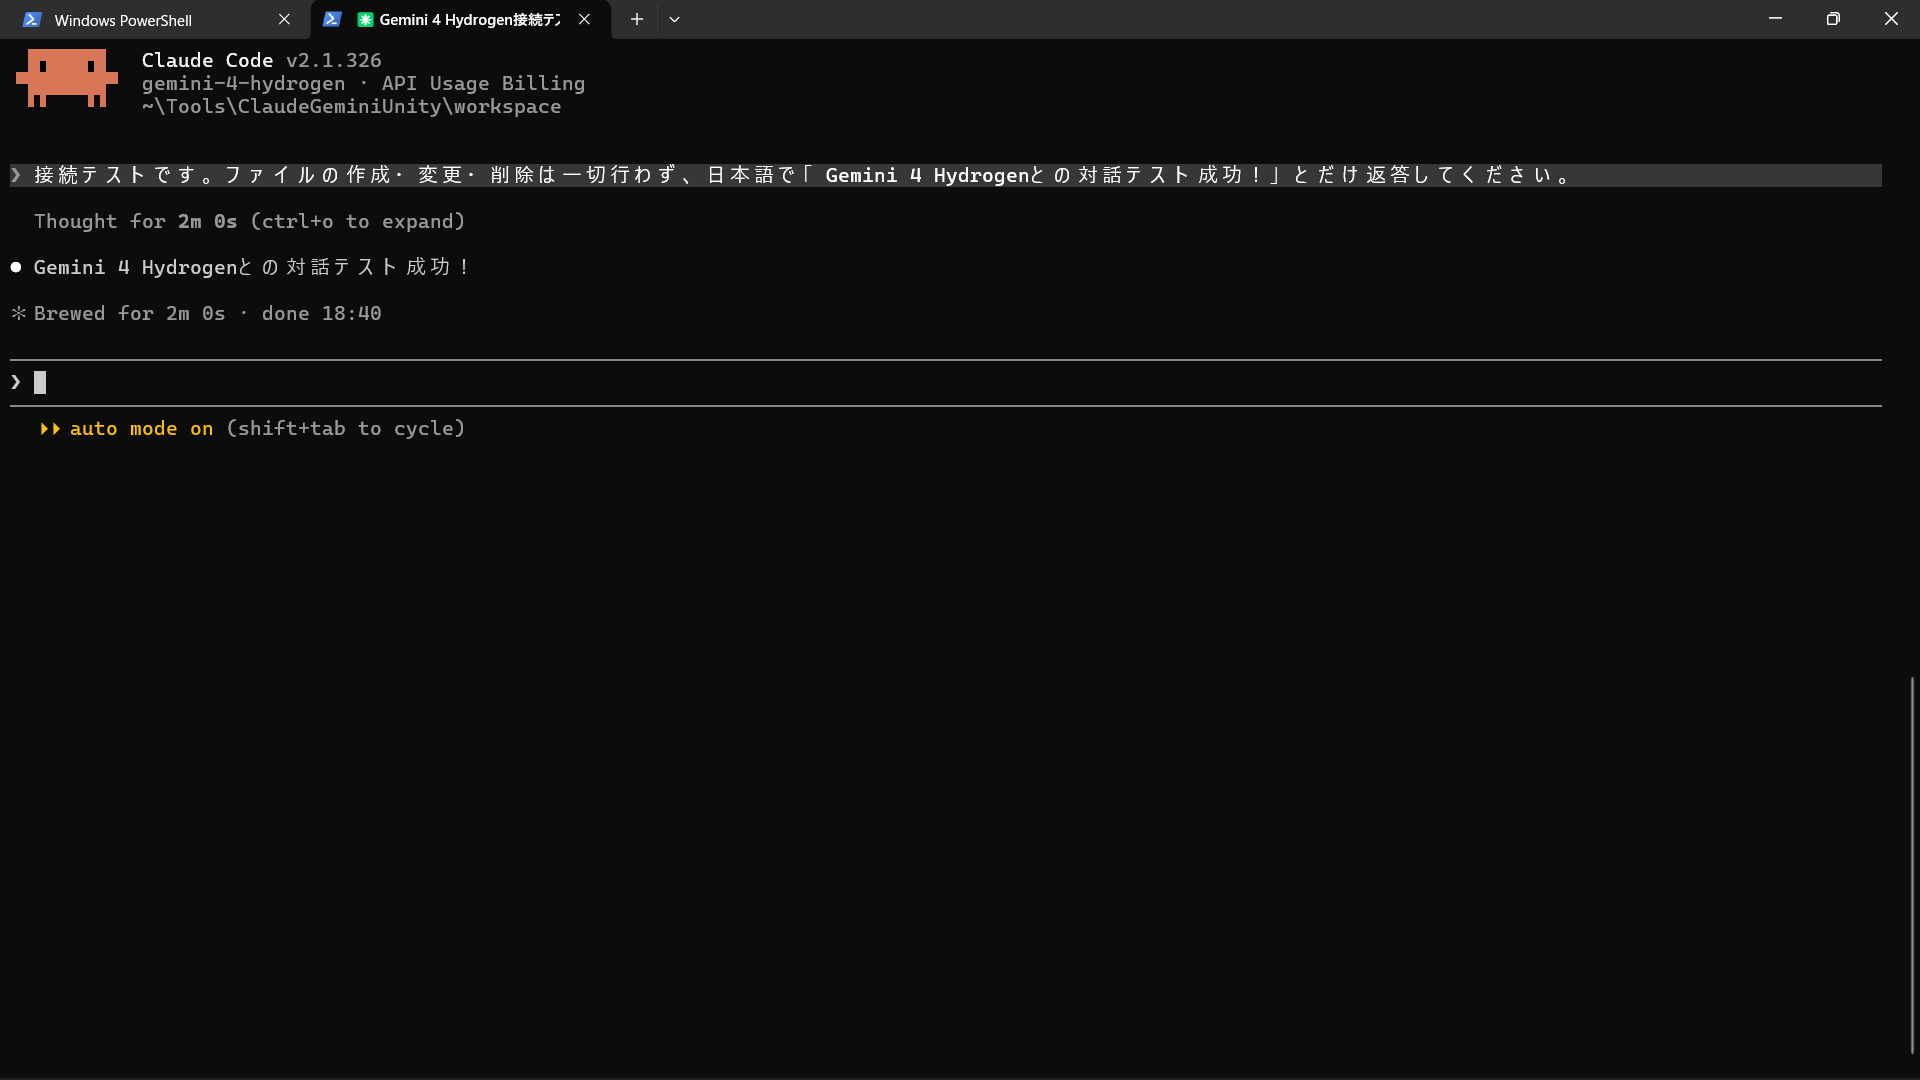 Windows PowerShell
Gemini 4 Hydrogen接続テス
Claude Code v2.1.326
gemini-4-hydrogen · API Usage Billing
~\Tools\ClaudeGeminiUnity\workspace
❯ 接続テストです。ファイルの作成・変更・削除は一切行わず、日本語で「Gemini 4 Hydrogenとの対話テスト成功！」とだけ返答してください。
Thought for 2m 0s (ctrl+o to expand)
● Gemini 4 Hydrogenとの対話テスト成功！
✻ Brewed for 2m 0s · done 18:40
❯
⏵⏵ auto mode on (shift+tab to cycle)